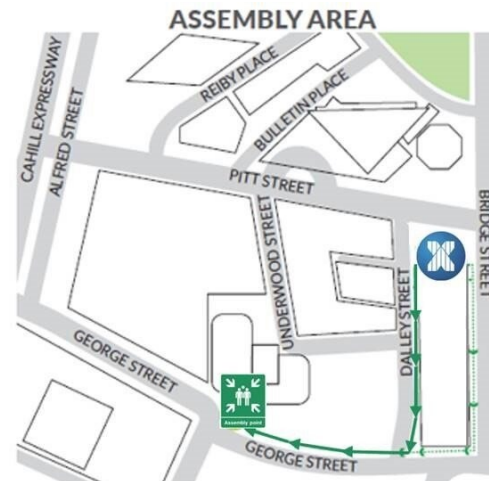 ASSEMBLY AREA
CAHILL EXPRESSWAY
ALFRED STREET
REIBY PLACE
BULLETIN PLACE
PITT STREET
BRIDGE STREET
UNDERWOOD STREET
DALLEY STREET
GEORGE STREET
Assembly point
GEORGE STREET